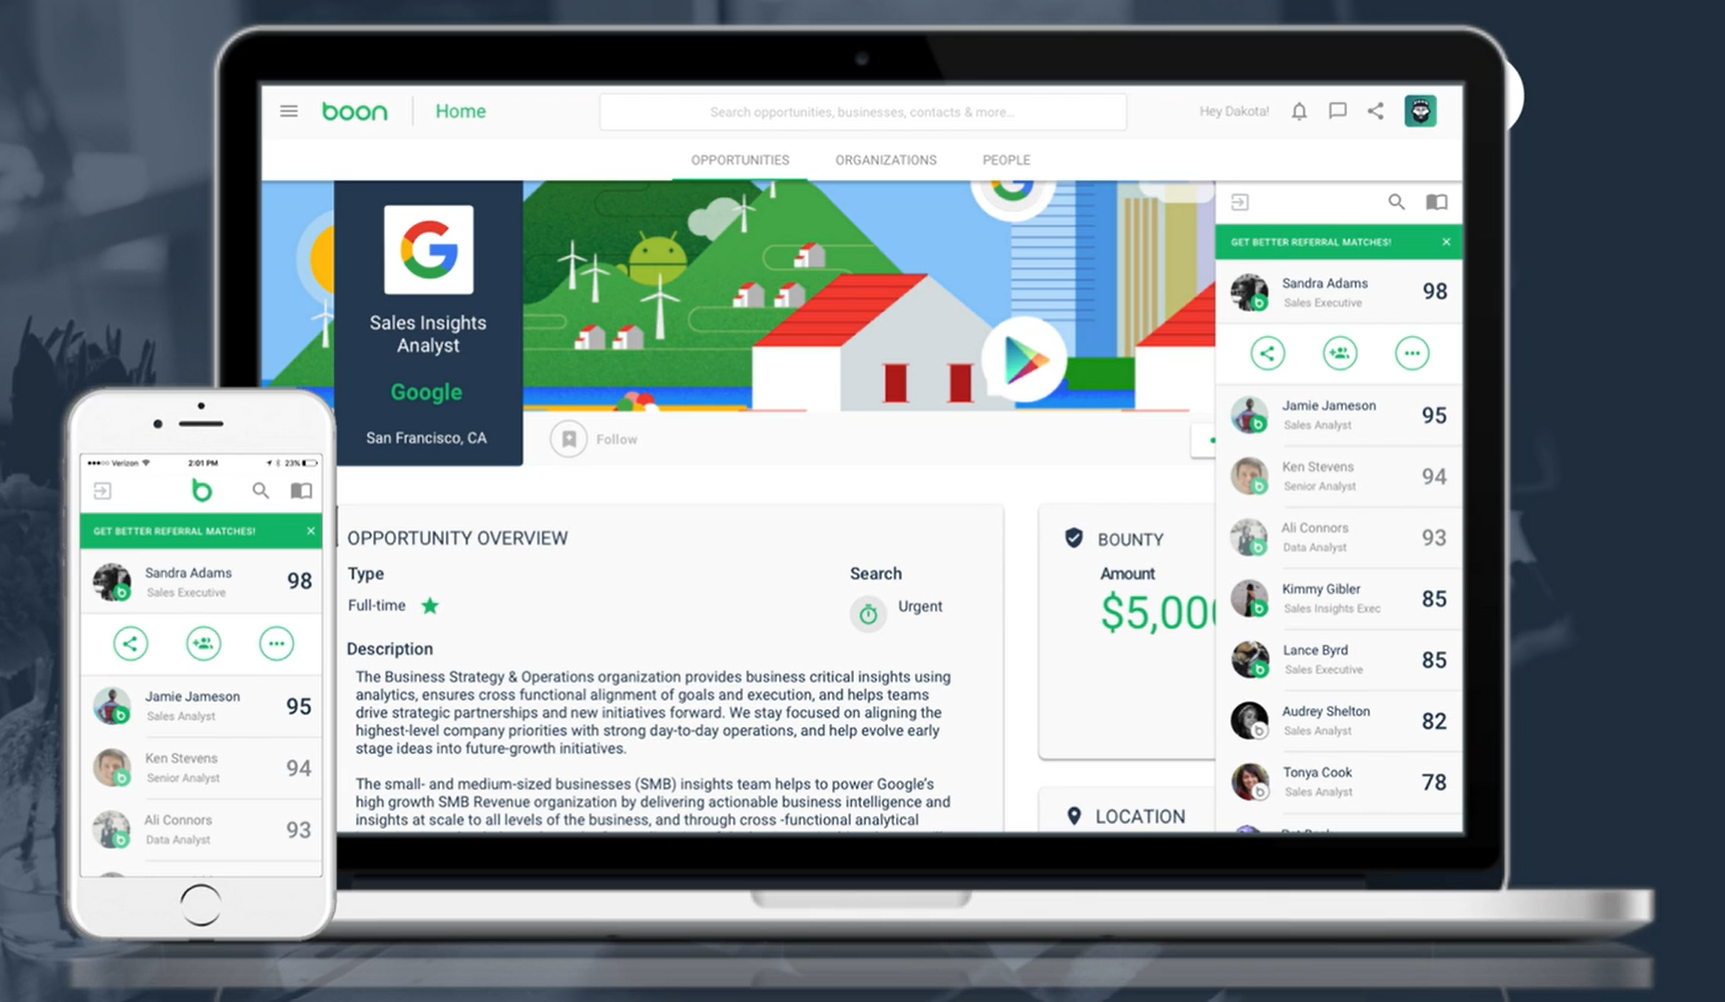 boon
Home
Search opportunities, businesses, contacts & more...
Hey Dakota!
OPPORTUNITIES
ORGANIZATIONS
PEOPLE
Sales Insights
Analyst
Google
San Francisco, CA
Follow
OPPORTUNITY OVERVIEW
Type
Full-time
Search
Urgent
Description
The Business Strategy & Operations organization provides business critical insights using
analytics, ensures cross functional alignment of goals and execution, and helps teams
drive strategic partnerships and new initiatives forward. We stay focused on aligning the
highest-level company priorities with strong day-to-day operations, and help evolve early
stage ideas into future-growth initiatives.
The small- and medium-sized businesses (SMB) insights team helps to power Google's
high growth SMB Revenue organization by delivering actionable business intelligence and
insights at scale to all levels of the business, and through cross -functional analytical
BOUNTY
Amount
$5,00
LOCATION
GET BETTER REFERRAL MATCHES!
Sandra Adams
Sales Executive
98
Jamie Jameson
Sales Analyst
95
Ken Stevens
Senior Analyst
94
Ali Connors
Data Analyst
93
Kimmy Gibler
Sales Insights Exec
85
Lance Byrd
Sales Executive
85
Audrey Shelton
Sales Analyst
82
Tonya Cook
Sales Analyst
78
Verizon
2:01 PM
23%
GET BETTER REFERRAL MATCHES!
Sandra Adams
Sales Executive
98
Jamie Jameson
Sales Analyst
95
Ken Stevens
Senior Analyst
94
Ali Connors
Data Analyst
93